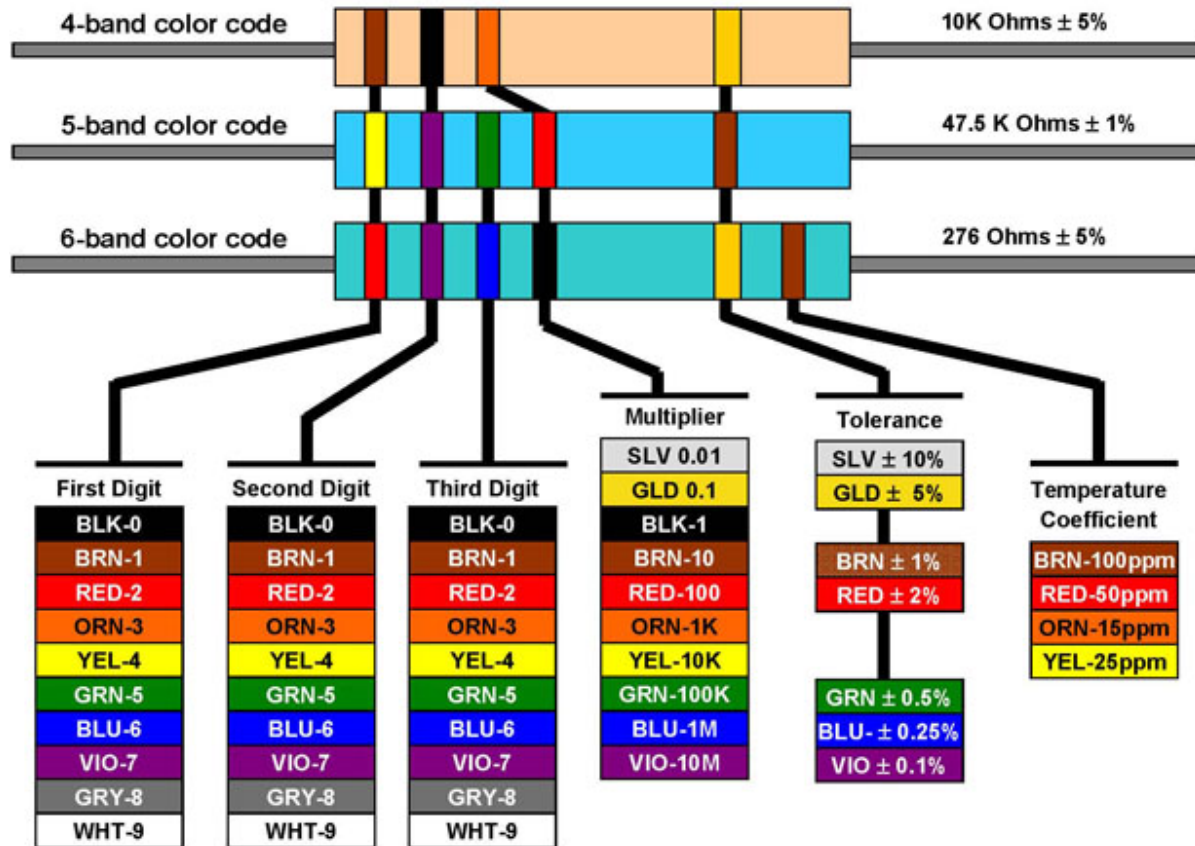 4-band color code
10K Ohms ± 5%
5-band color code
47.5 K Ohms ± 1%
6-band color code
276 Ohms ± 5%
First Digit
BLK-0
BRN-1
RED-2
ORN-3
YEL-4
GRN-5
BLU-6
VIO-7
GRY-8
WHT-9
Second Digit
BLK-0
BRN-1
RED-2
ORN-3
YEL-4
GRN-5
BLU-6
VIO-7
GRY-8
WHT-9
Third Digit
BLK-0
BRN-1
RED-2
ORN-3
YEL-4
GRN-5
BLU-6
VIO-7
GRY-8
WHT-9
Multiplier
SLV 0.01
GLD 0.1
BLK-1
BRN-10
RED-100
ORN-1K
YEL-10K
GRN-100K
BLU-1M
VIO-10M
Tolerance
SLV ± 10%
GLD ± 5%
BRN ± 1%
RED ± 2%
GRN ± 0.5%
BLU- ± 0.25%
VIO ± 0.1%
Temperature
Coefficient
BRN-100ppm
RED-50ppm
ORN-15ppm
YEL-25ppm